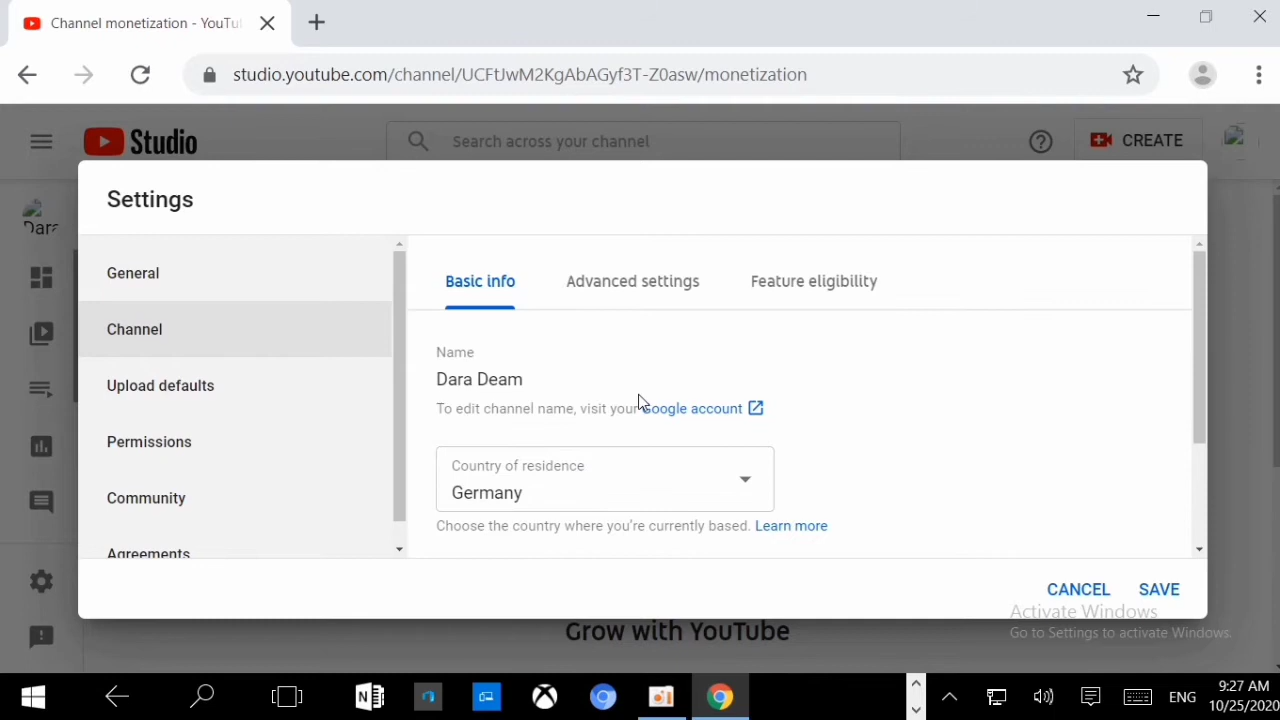 Channel monetization - YouTu
studio.youtube.com/channel/UCFtJwM2KgAbAGyf3T-Z0asw/monetization
Studio
Search across your channel
CREATE
Dara
Settings
General
Channel
Upload defaults
Permissions
Community
Agreements
Basic info
Advanced settings
Feature eligibility
Name
Dara Deam
To edit channel name, visit your Google account
Country of residence
Germany
Choose the country where you're currently based. Learn more
CANCEL
SAVE
Activate Windows
Go to Settings to activate Windows.
Grow with YouTube
ENG
9:27 AM
10/25/2020